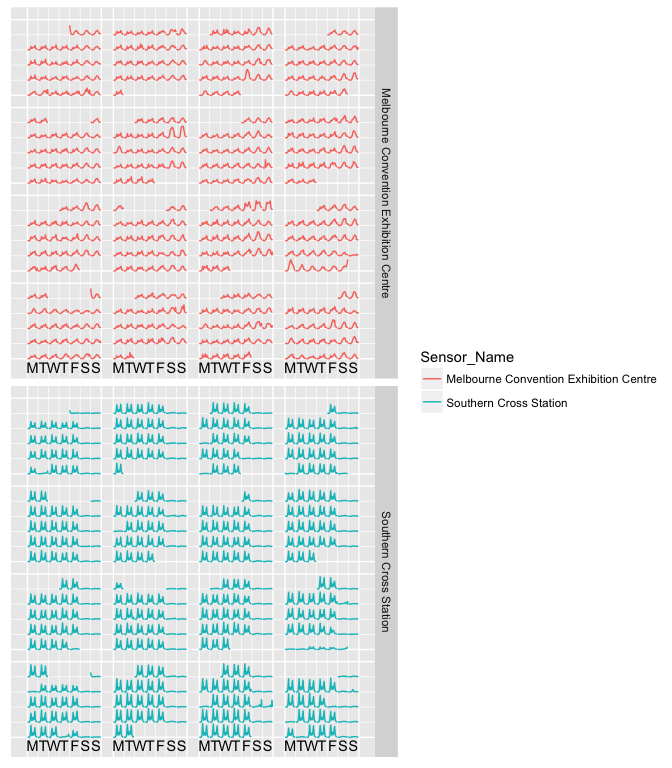 Melbourne Convention Exhibition Centre
MTWTFSS MTWTFSS MTWTFSS MTWTFSS
Sensor_Name
Melbourne Convention Exhibition Centre
Southern Cross Station
Southern Cross Station
MTWTFSS MTWTFSS MTWTFSS MTWTFSS